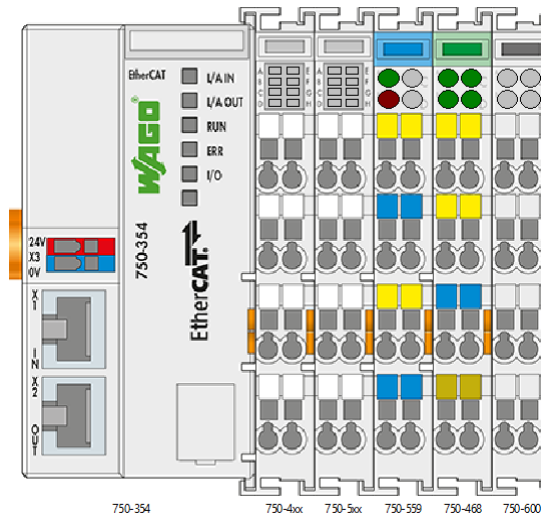 EtherCAT
L/A IN
L/A OUT
RUN
ERR
I/O
WAGO®
750-354
EtherCAT.
24V
X3
0V
X1
IN
X2
OUT
A E
B F
C G
D H
A E
B F
C G
D H
750-354 750-4xx 750-5xx 750-559 750-468 750-600